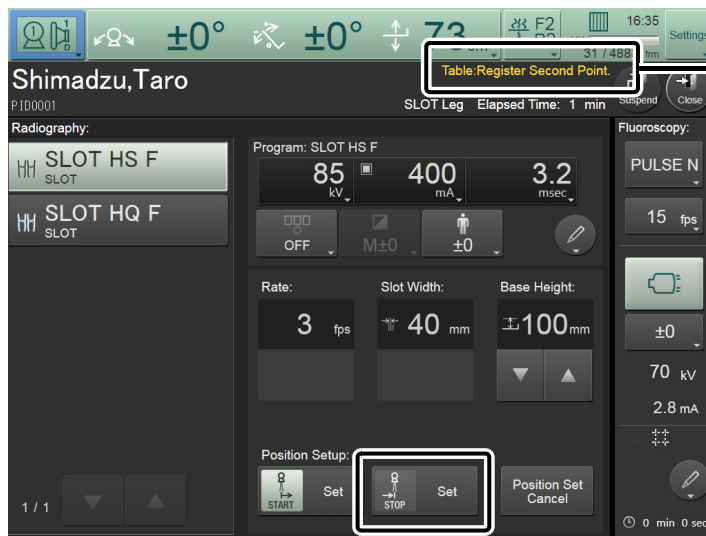 ±0° ±0° 73 cm F2
16:35
Settings
31 / 488 frm
Table:Register Second Point.
Shimadzu,Taro
PID0001
SLOT Leg Elapsed Time: 1 min
Suspend Close
Radiography:
SLOT HS F
SLOT
SLOT HQ F
SLOT
1 / 1
Program: SLOT HS F
85 kV 400 mA 3.2 msec
OFF M±0 ±0
Rate: Slot Width: Base Height:
3 fps 40 mm 100 mm
Position Setup:
START Set STOP Set Position Set
Cancel
Fluoroscopy:
PULSE N
15 fps
±0
70 kV
2.8 mA
0 min 0 sec